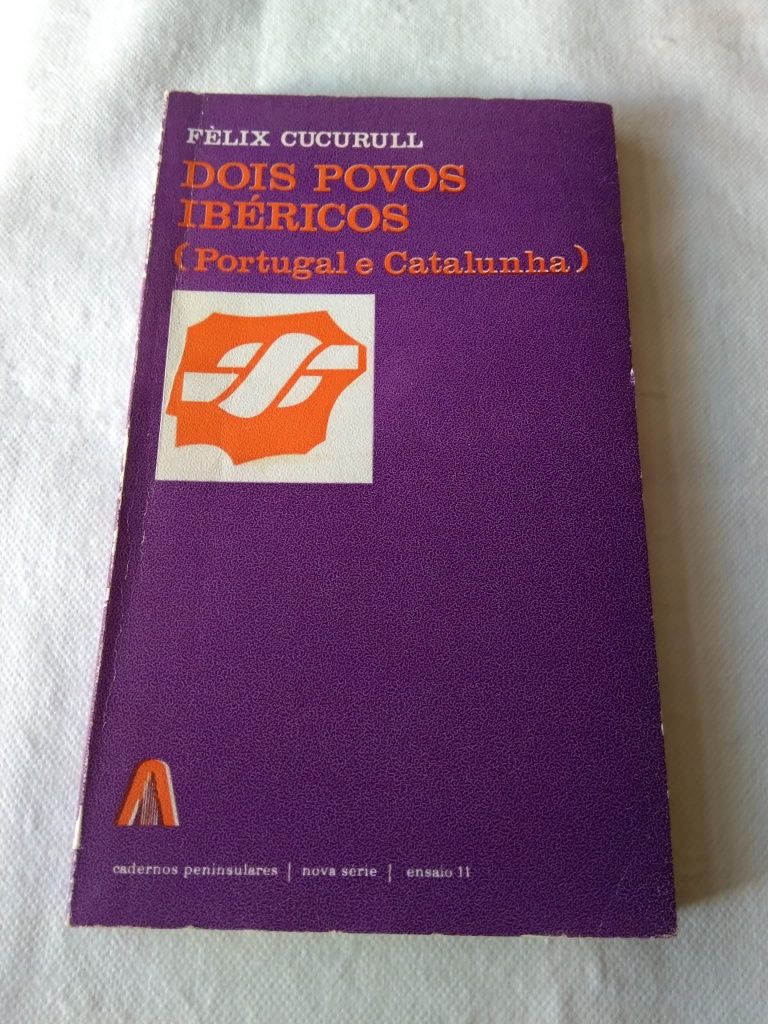 FÈLIX CUCURULL
DOIS POVOS
IBÉRICOS
(Portugal e Catalunha)
cadernos peninsulares | nova série | ensaio 11